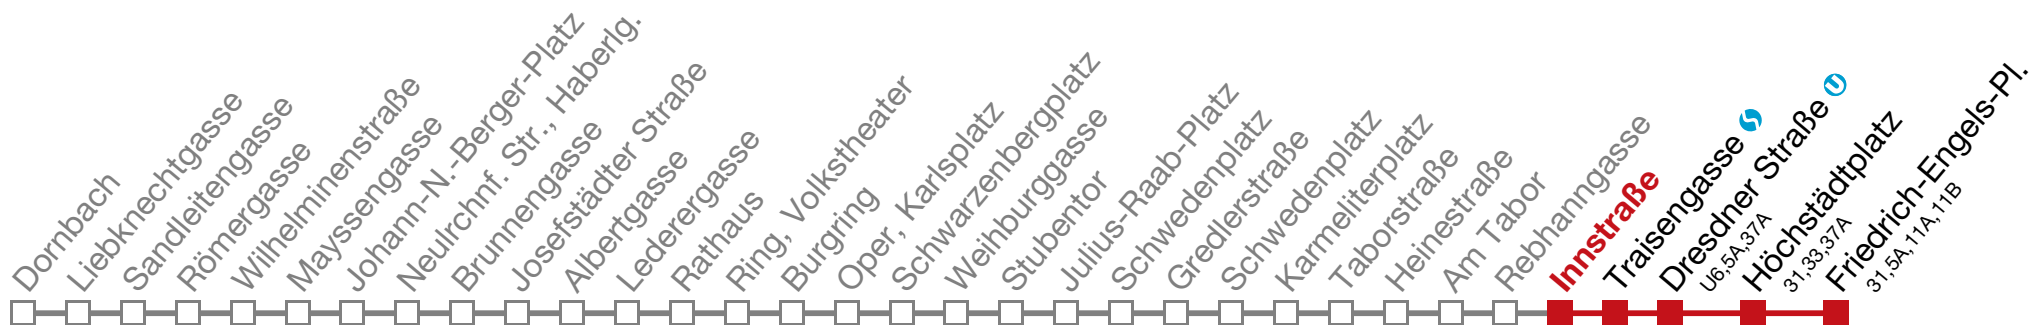 Dornbach
Liebknechtgasse
Sandleitengasse
Römergasse
Wilhelminenstraße
Mayssengasse
Johann-N.-Berger-Platz
Neulrchnf. Str., Haberlg.
Brunnengasse
Josefstädter Straße
Albertgasse
Lederergasse
Rathaus
Ring, Volkstheater
Burgring
Oper, Karlsplatz
Schwarzenbergplatz
Weihburggasse
Stubentor
Julius-Raab-Platz
Schwedenplatz
Gredlerstraße
Schwedenplatz
Karmeliterplatz
Taborstraße
Heinestraße
Am Tabor
Rebhanngasse
Innstraße
Traisengasse S
Dresdner Straße U
U6,5A,37A
Höchstädtplatz
31,33,37A
Friedrich-Engels-Pl.
31,5A,11A,11B